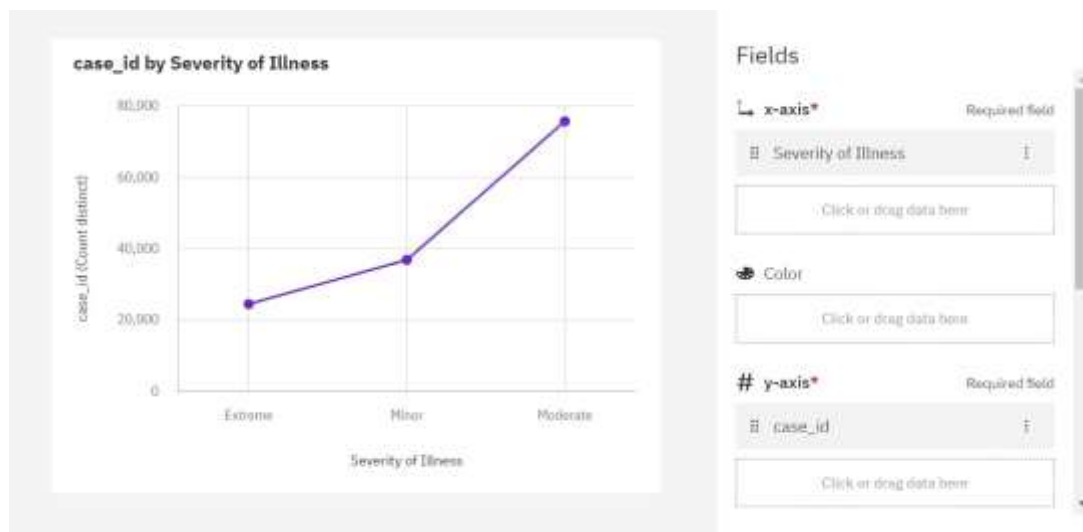 case_id by Severity of Illness
80,000
60,000
40,000
20,000
0
case_id (Count distinct)
Extreme
Minor
Moderate
Severity of Illness
Fields
x-axis*
Required field
Severity of Illness
Click or drag data here
Color
Click or drag data here
# y-axis*
Required field
case_id
Click or drag data here